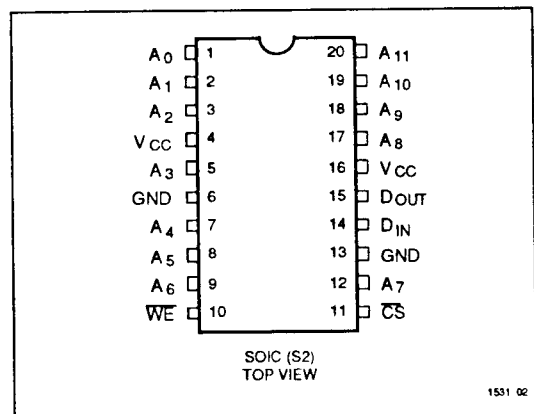 A0 1 20 A11
A1 2 19 A10
A2 3 18 A9
VCC 4 17 A8
A3 5 16 VCC
GND 6 15 DOUT
A4 7 14 DIN
A5 8 13 GND
A6 9 12 A7
W̅E̅ 10 11 C̅S̅
SOIC (S2)
TOP VIEW
1531 02